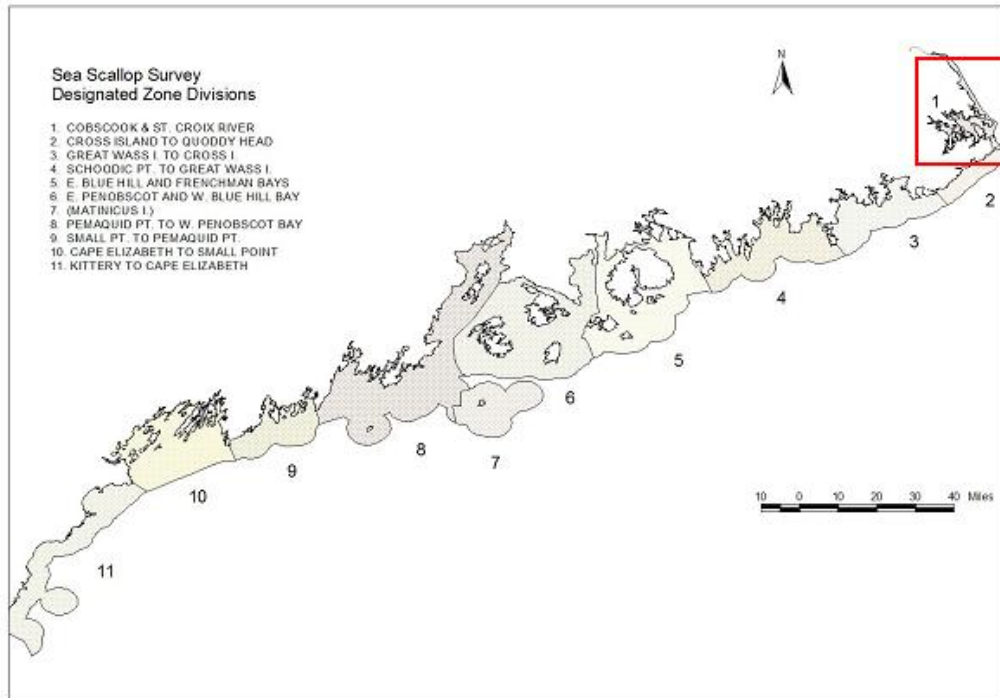 Sea Scallop Survey
Designated Zone Divisions
1. COBSCOOK & ST. CROIX RIVER
2. CROSS ISLAND TO QUODDY HEAD
3. GREAT WASS I. TO CROSS I.
4. SCHOODIC PT. TO GREAT WASS I.
5. E. BLUE HILL AND FRENCHMAN BAYS
6. E. PENOBSCOT AND W. BLUE HILL BAY
7. (MATINICUS I.)
8. PEMAQUID PT. TO W. PENOBSCOT BAY
9. SMALL PT. TO PEMAQUID PT.
10. CAPE ELIZABETH TO SMALL POINT
11. KITTERY TO CAPE ELIZABETH
N
1
2
3
4
5
6
7
8
9
10
11
10 0 10 20 30 40 Miles